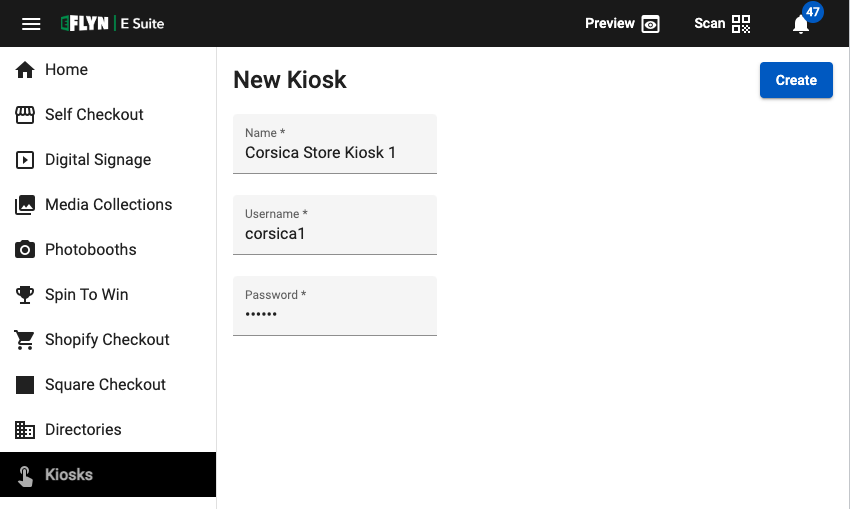 EFLYN | E Suite
Preview
Scan
47
Home
Self Checkout
Digital Signage
Media Collections
Photobooths
Spin To Win
Shopify Checkout
Square Checkout
Directories
Kiosks
New Kiosk
Create
Name *
Corsica Store Kiosk 1
Username *
corsica1
Password *
••••••